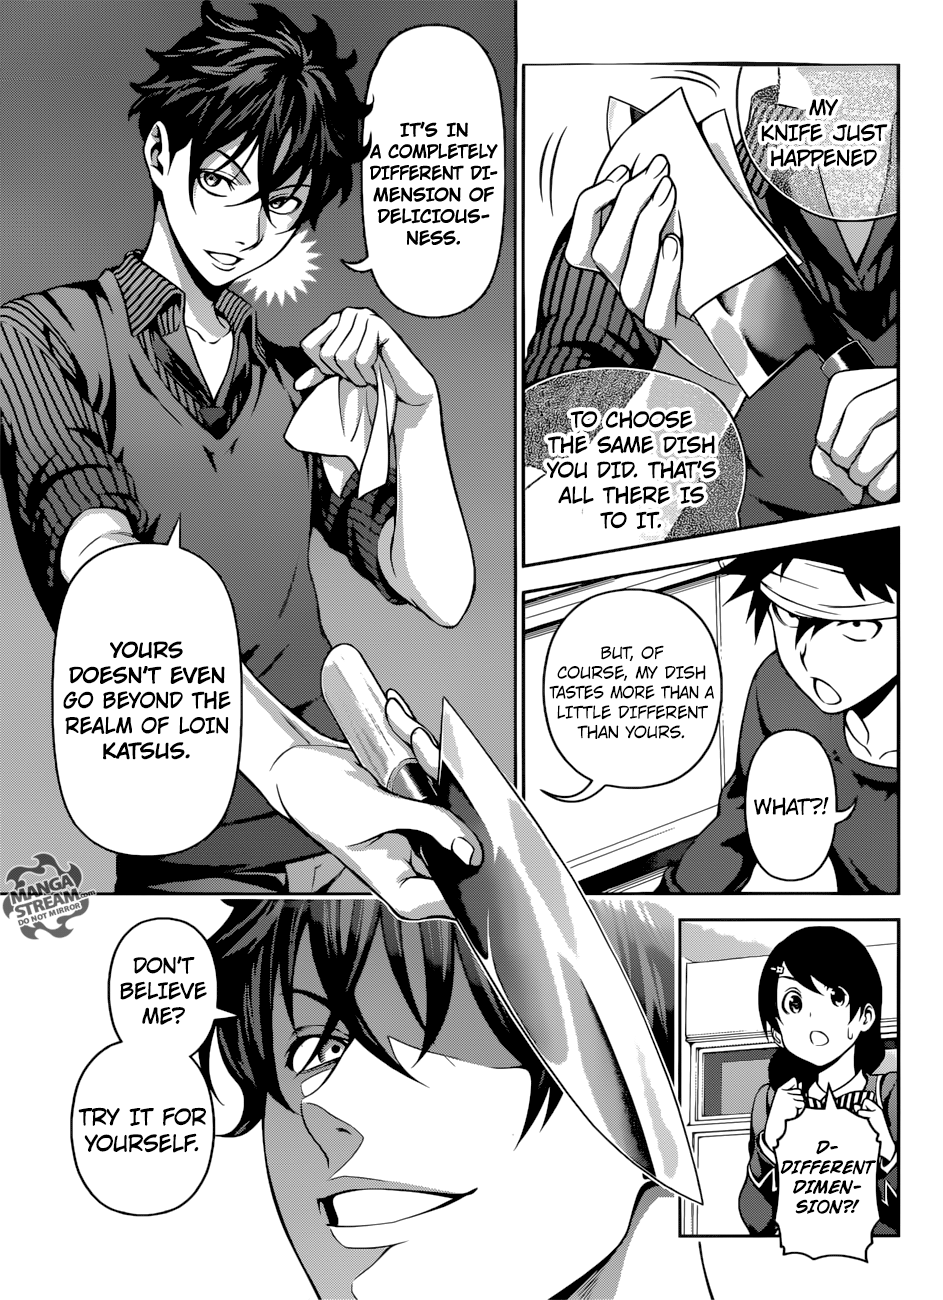 MY
KNIFE JUST
HAPPENED
TO CHOOSE
THE SAME DISH
YOU DID. THAT'S
ALL THERE IS
TO IT.
BUT, OF
COURSE, MY DISH
TASTES MORE THAN A
LITTLE DIFFERENT
THAN YOURS.
WHAT?!
IT'S IN
A COMPLETELY
DIFFERENT DI-
MENSION OF
DELICIOUS-
NESS.
YOURS
DOESN'T EVEN
GO BEYOND THE
REALM OF LOIN
KATSUS.
D-
DIFFERENT
DIMEN-
SION?!
DON'T
BELIEVE
ME?
TRY IT FOR
YOURSELF.
MANGA
STREAM.com
DO NOT MIRROR